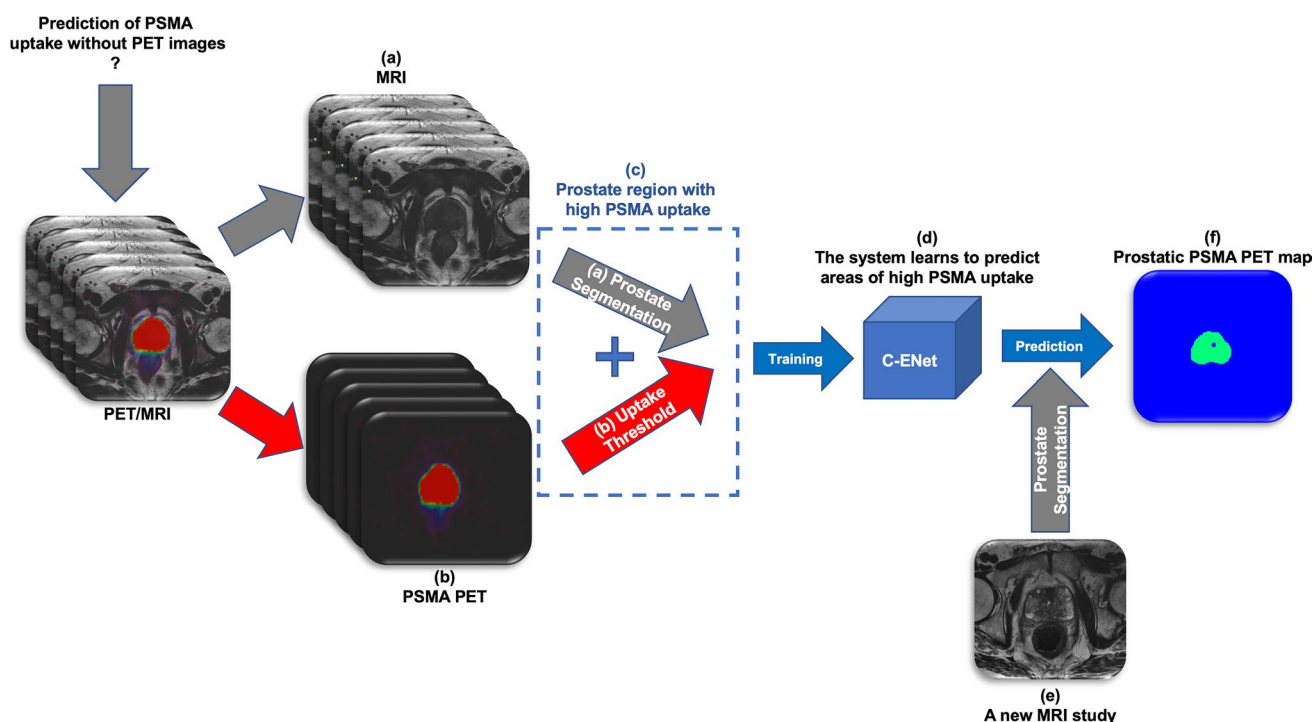 Prediction of PSMA
uptake without PET images
?
(a)
MRI
PET/MRI
(b)
PSMA PET
(c)
Prostate region with
high PSMA uptake
(a) Prostate
Segmentation
+
(b) Uptake
Threshold
Training
(d)
The system learns to predict
areas of high PSMA uptake
C-ENet
Prediction
Prostate
Segmentation
(e)
A new MRI study
(f)
Prostatic PSMA PET map